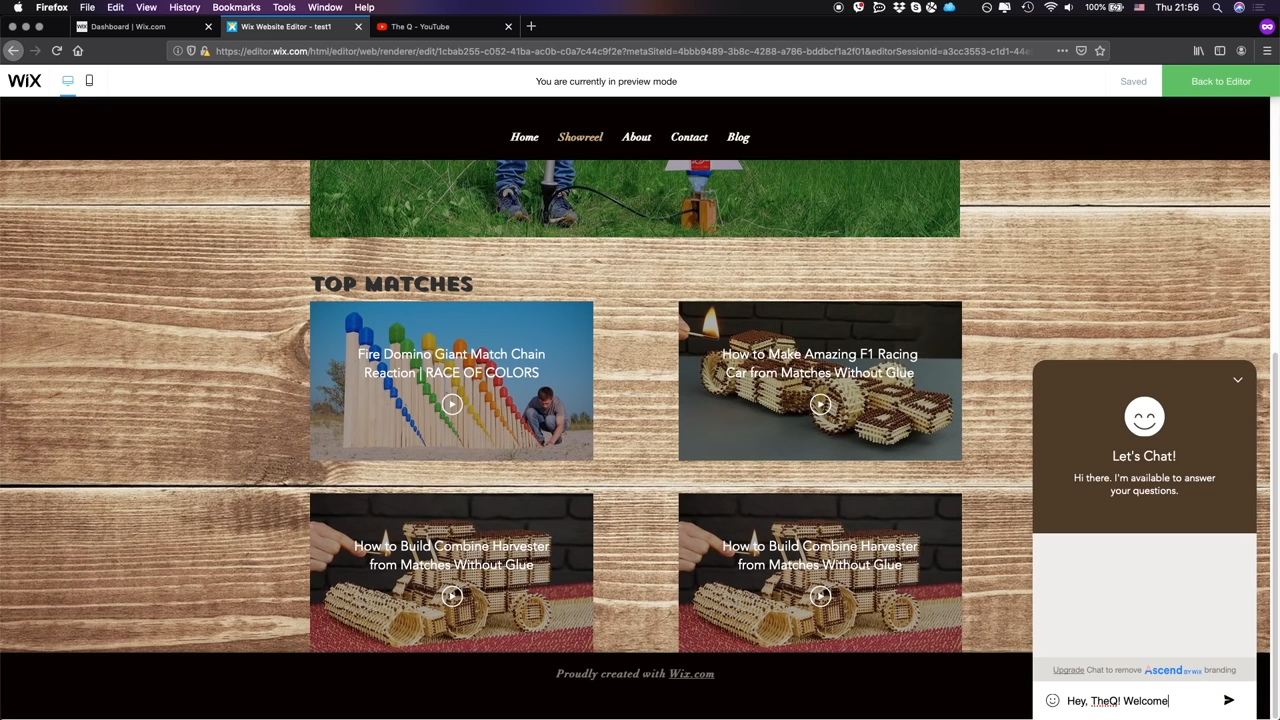 Firefox File Edit View History Bookmarks Tools Window Help
100% Thu 21:56
Dashboard | Wix.com
Wix Website Editor - test1
The Q - YouTube
https://editor.wix.com/html/editor/web/renderer/edit/1cbab255-c052-41ba-ac0b-c0a7c44c9f2e?metaSiteId=4bbb9489-3b8c-4288-a786-bddbcf1a2f01&editorSessionId=a3cc3553-c1d1-44e
WiX
You are currently in preview mode
Saved
Back to Editor
Home Showreel About Contact Blog
TOP MATCHES
Fire Domino Giant Match Chain
Reaction | RACE OF COLORS
How to Make Amazing F1 Racing
Car from Matches Without Glue
How to Build Combine Harvester
from Matches Without Glue
How to Build Combine Harvester
from Matches Without Glue
Proudly created with Wix.com
Let's Chat!
Hi there. I'm available to answer
your questions.
Upgrade Chat to remove Ascend BY WiX branding
Hey, TheQ! Welcome